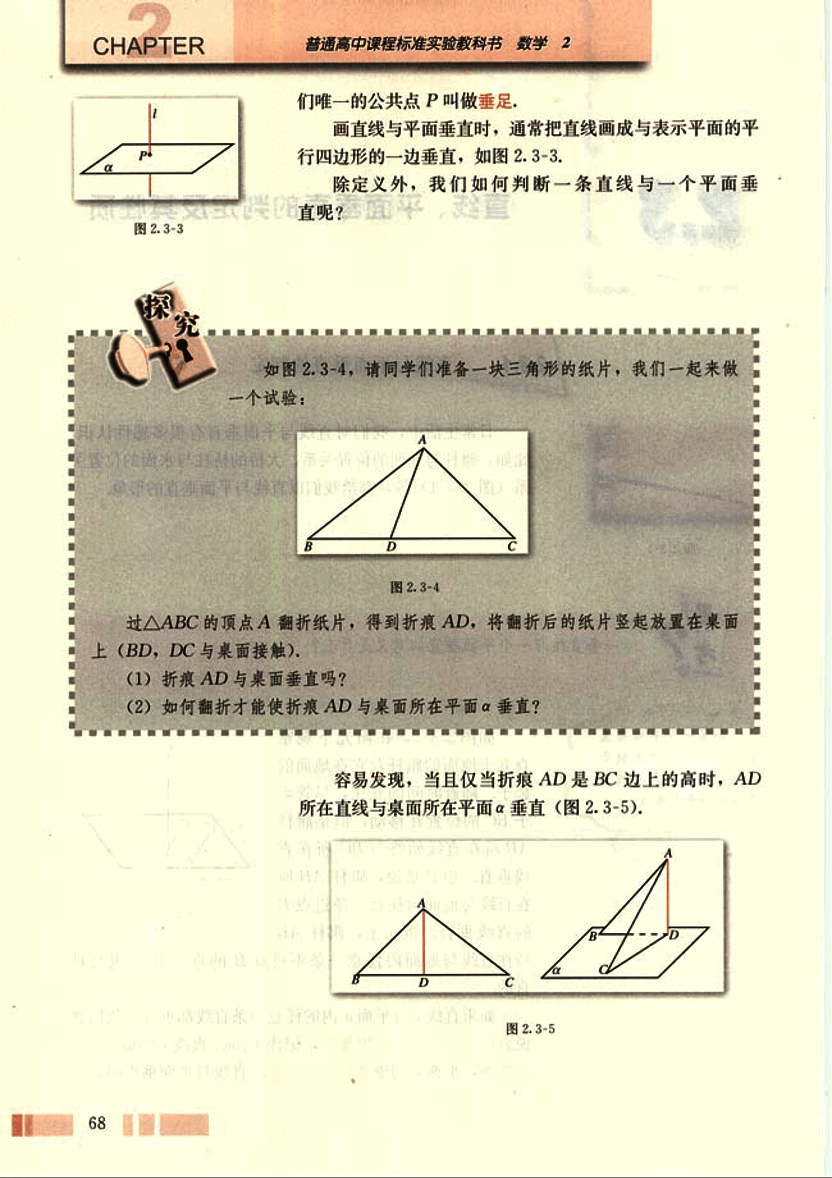 2
CHAPTER
普通高中课程标准实验教科书 数学 2
l
P
α
图 2.3-3
们唯一的公共点 P 叫做垂足.
画直线与平面垂直时，通常把直线画成与表示平面的平
行四边形的一边垂直，如图 2.3-3.
除定义外，我们如何判断一条直线与一个平面垂
直呢？
探究
如图 2.3-4，请同学们准备一块三角形的纸片，我们一起来做
一个试验：
A
B D C
图 2.3-4
过△ABC 的顶点 A 翻折纸片，得到折痕 AD，将翻折后的纸片竖起放置在桌面
上（BD，DC 与桌面接触）.
（1）折痕 AD 与桌面垂直吗？
（2）如何翻折才能使折痕 AD 与桌面所在平面 α 垂直？
容易发现，当且仅当折痕 AD 是 BC 边上的高时，AD
所在直线与桌面所在平面 α 垂直（图 2.3-5）.
A
B D C
A
B D
α C
图 2.3-5
68